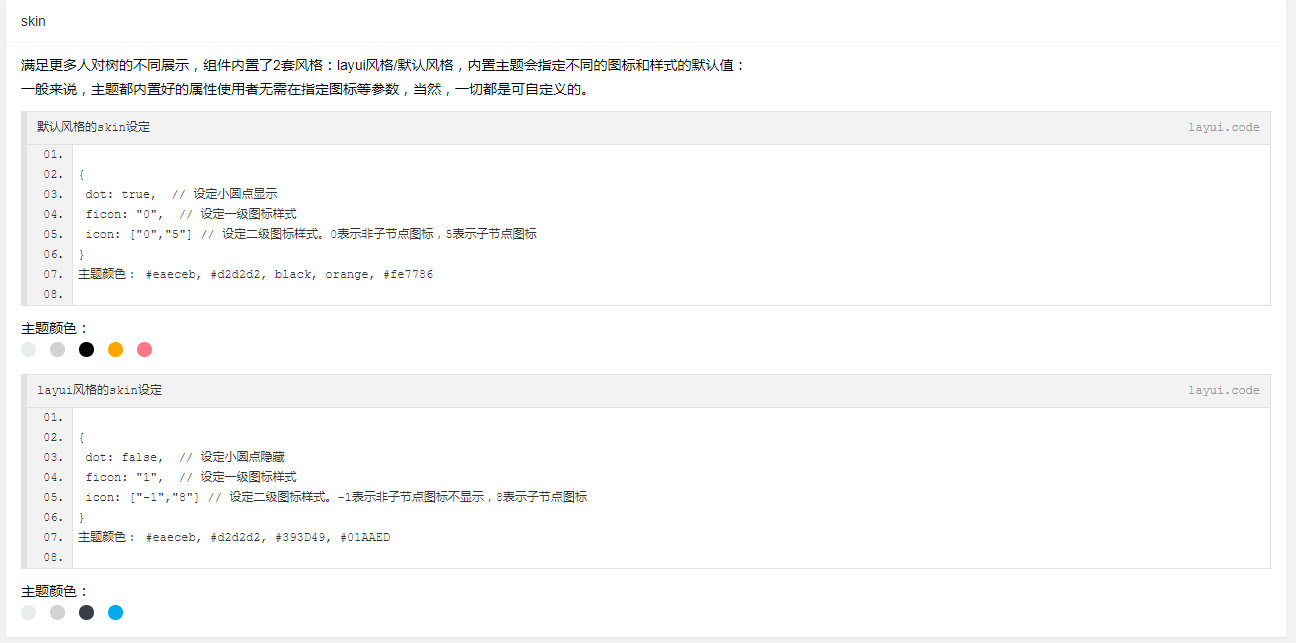 skin
满足更多人对树的不同展示，组件内置了2套风格：layui风格/默认风格，内置主题会指定不同的图标和样式的默认值：
一般来说，主题都内置好的属性使用者无需在指定图标等参数，当然，一切都是可自定义的。
默认风格的skin设定 layui.code
01.
02. {
03. dot: true,  // 设定小圆点显示
04. ficon: "0",  // 设定一级图标样式
05. icon: ["0","5"] // 设定二级图标样式。0表示非子节点图标，5表示子节点图标
06. }
07. 主题颜色： #eaeceb, #d2d2d2, black, orange, #fe7786
08.
主题颜色：
layui风格的skin设定 layui.code
01.
02. {
03. dot: false,  // 设定小圆点隐藏
04. ficon: "1",  // 设定一级图标样式
05. icon: ["-1","8"] // 设定二级图标样式。-1表示非子节点图标不显示，8表示子节点图标
06. }
07. 主题颜色： #eaeceb, #d2d2d2, #393D49, #01AAED
08.
主题颜色：